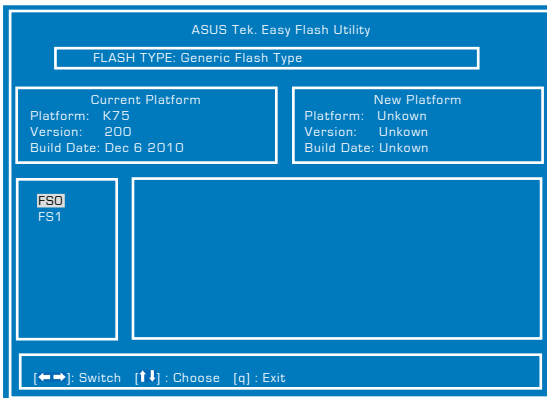 ASUS Tek. Easy Flash Utility
FLASH TYPE: Generic Flash Type
Current Platform
Platform: K75
Version: 200
Build Date: Dec 6 2010
New Platform
Platform: Unkown
Version: Unkown
Build Date: Unkown
FS0
FS1
[←→]: Switch [↑↓] : Choose [q] : Exit